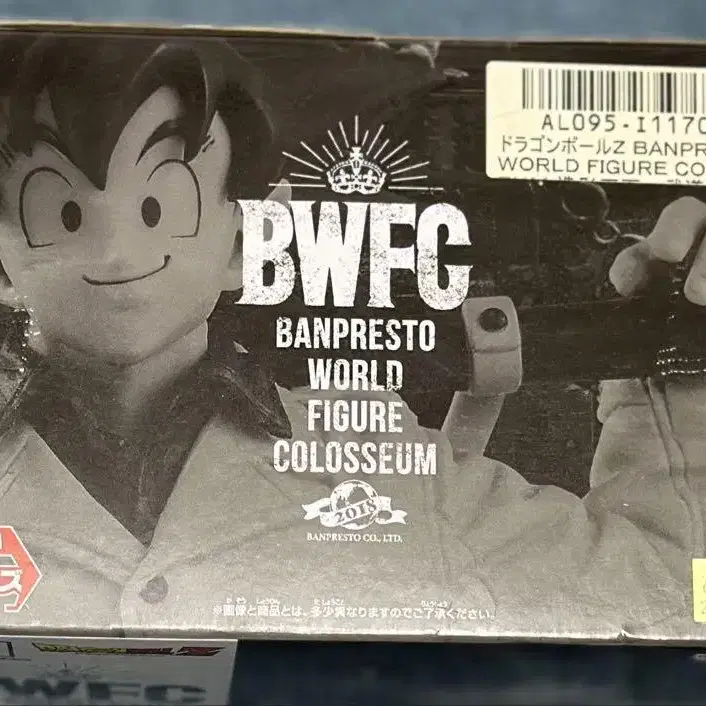 AL095-I1170
ドラゴンボールZ BANPR
WORLD FIGURE CO
BWFC
BANPRESTO
WORLD
FIGURE
COLOSSEUM
2018
BANPRESTO CO., LTD.
ズ
※画像と商品とは、多少異なりますのでご了承ください。
BWFC